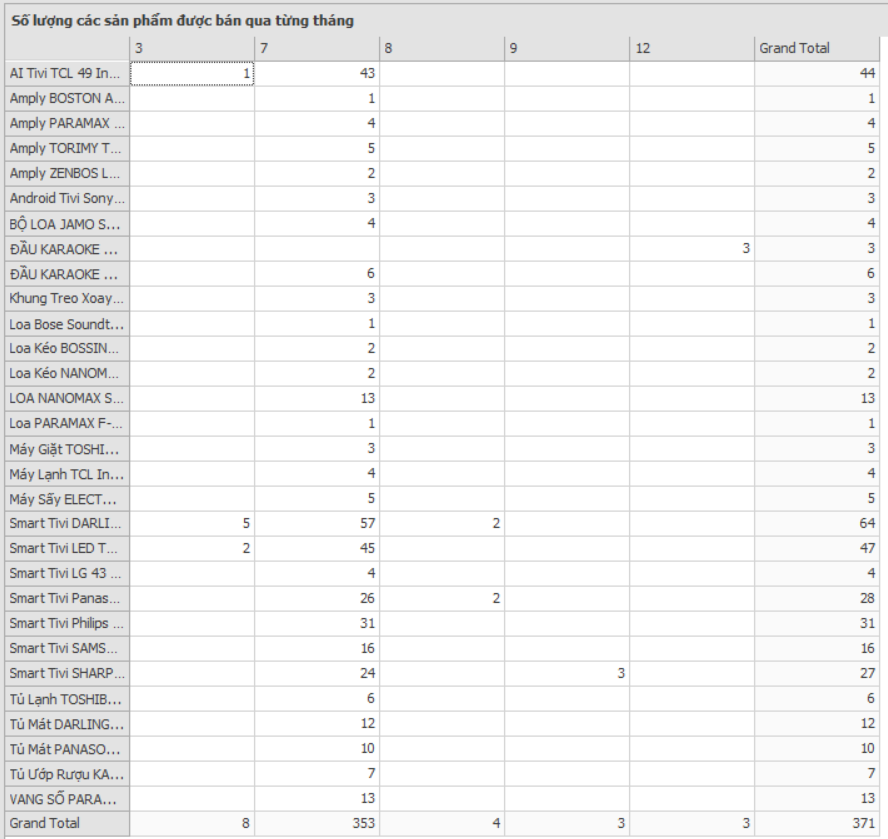 Số lượng các sản phẩm được bán qua từng tháng
3 7 8 9 12 Grand Total
AI Tivi TCL 49 In... 1 43 44
Amply BOSTON A... 1 1
Amply PARAMAX ... 4 4
Amply TORIMY T... 5 5
Amply ZENBOS L... 2 2
Android Tivi Sony... 3 3
BỘ LOA JAMO S... 4 4
ĐẦU KARAOKE ... 3 3
ĐẦU KARAOKE ... 6 6
Khung Treo Xoay... 3 3
Loa Bose Soundt... 1 1
Loa Kéo BOSSIN... 2 2
Loa Kéo NANOM... 2 2
LOA NANOMAX S... 13 13
Loa PARAMAX F-... 1 1
Máy Giặt TOSHI... 3 3
Máy Lạnh TCL In... 4 4
Máy Sấy ELECT... 5 5
Smart Tivi DARLI... 5 57 2 64
Smart Tivi LED T... 2 45 47
Smart Tivi LG 43 ... 4 4
Smart Tivi Panas... 26 2 28
Smart Tivi Philips ... 31 31
Smart Tivi SAMS... 16 16
Smart Tivi SHARP... 24 3 27
Tủ Lạnh TOSHIB... 6 6
Tủ Mát DARLING... 12 12
Tủ Mát PANASO... 10 10
Tủ Ướp Rượu KA... 7 7
VANG SỐ PARA... 13 13
Grand Total 8 353 4 3 3 371